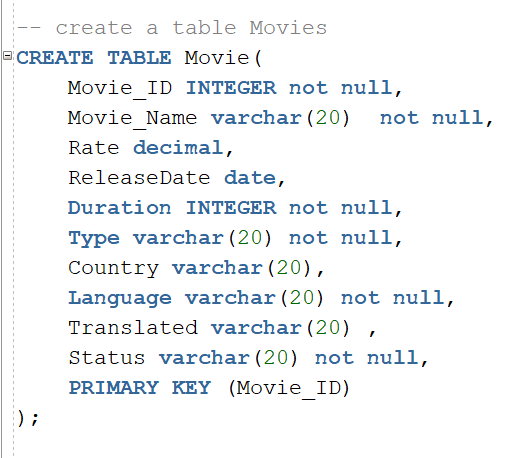 -- create a table Movies
CREATE TABLE Movie(
Movie_ID INTEGER not null,
Movie_Name varchar(20)  not null,
Rate decimal,
ReleaseDate date,
Duration INTEGER not null,
Type varchar(20) not null,
Country varchar(20),
Language varchar(20) not null,
Translated varchar(20) ,
Status varchar(20) not null,
PRIMARY KEY (Movie_ID)
);